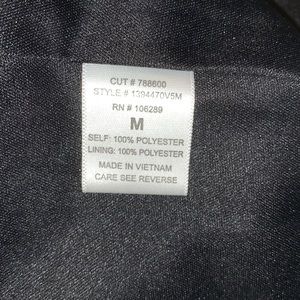 CUT # 788600
STYLE # 1394470V5M
RN # 106289
M
SELF: 100% POLYESTER
LINING: 100% POLYESTER
MADE IN VIETNAM
CARE SEE REVERSE